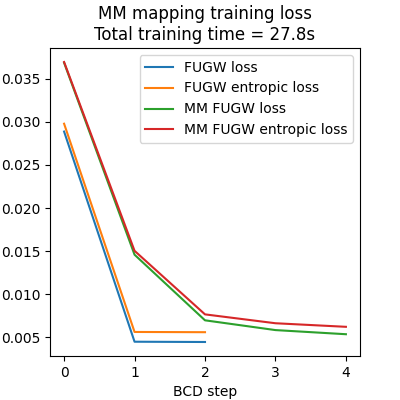 MM mapping training loss
Total training time = 27.8s
FUGW loss
FUGW entropic loss
MM FUGW loss
MM FUGW entropic loss
0.035
0.030
0.025
0.020
0.015
0.010
0.005
0 1 2 3 4
BCD step